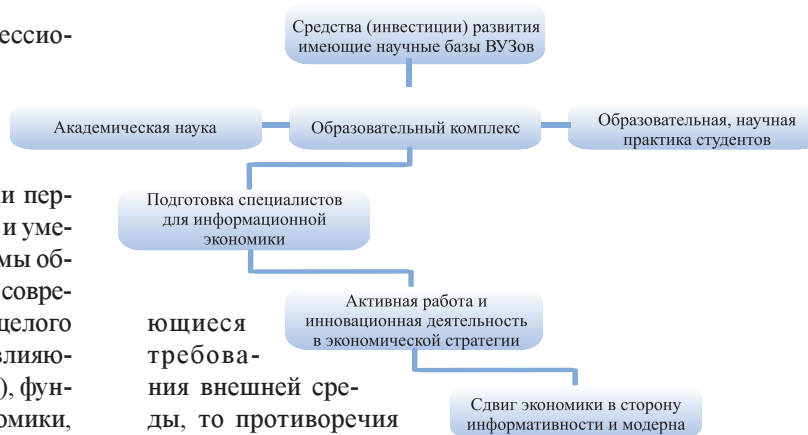 ессио-
и пер-
и уме-
мы об-
совре-
целого
влияю-
), фун-
омики,
ющиеся
требова-
ния внешней сре-
ды, то противоречия
Средства (инвестиции) развития
имеющие научные базы ВУЗов
Академическая наука
Образовательный комплекс
Образовательная, научная
практика студентов
Подготовка специалистов
для информационной
экономики
Активная работа и
инновационная деятельность
в экономической стратегии
Сдвиг экономики в сторону
информативности и модерна